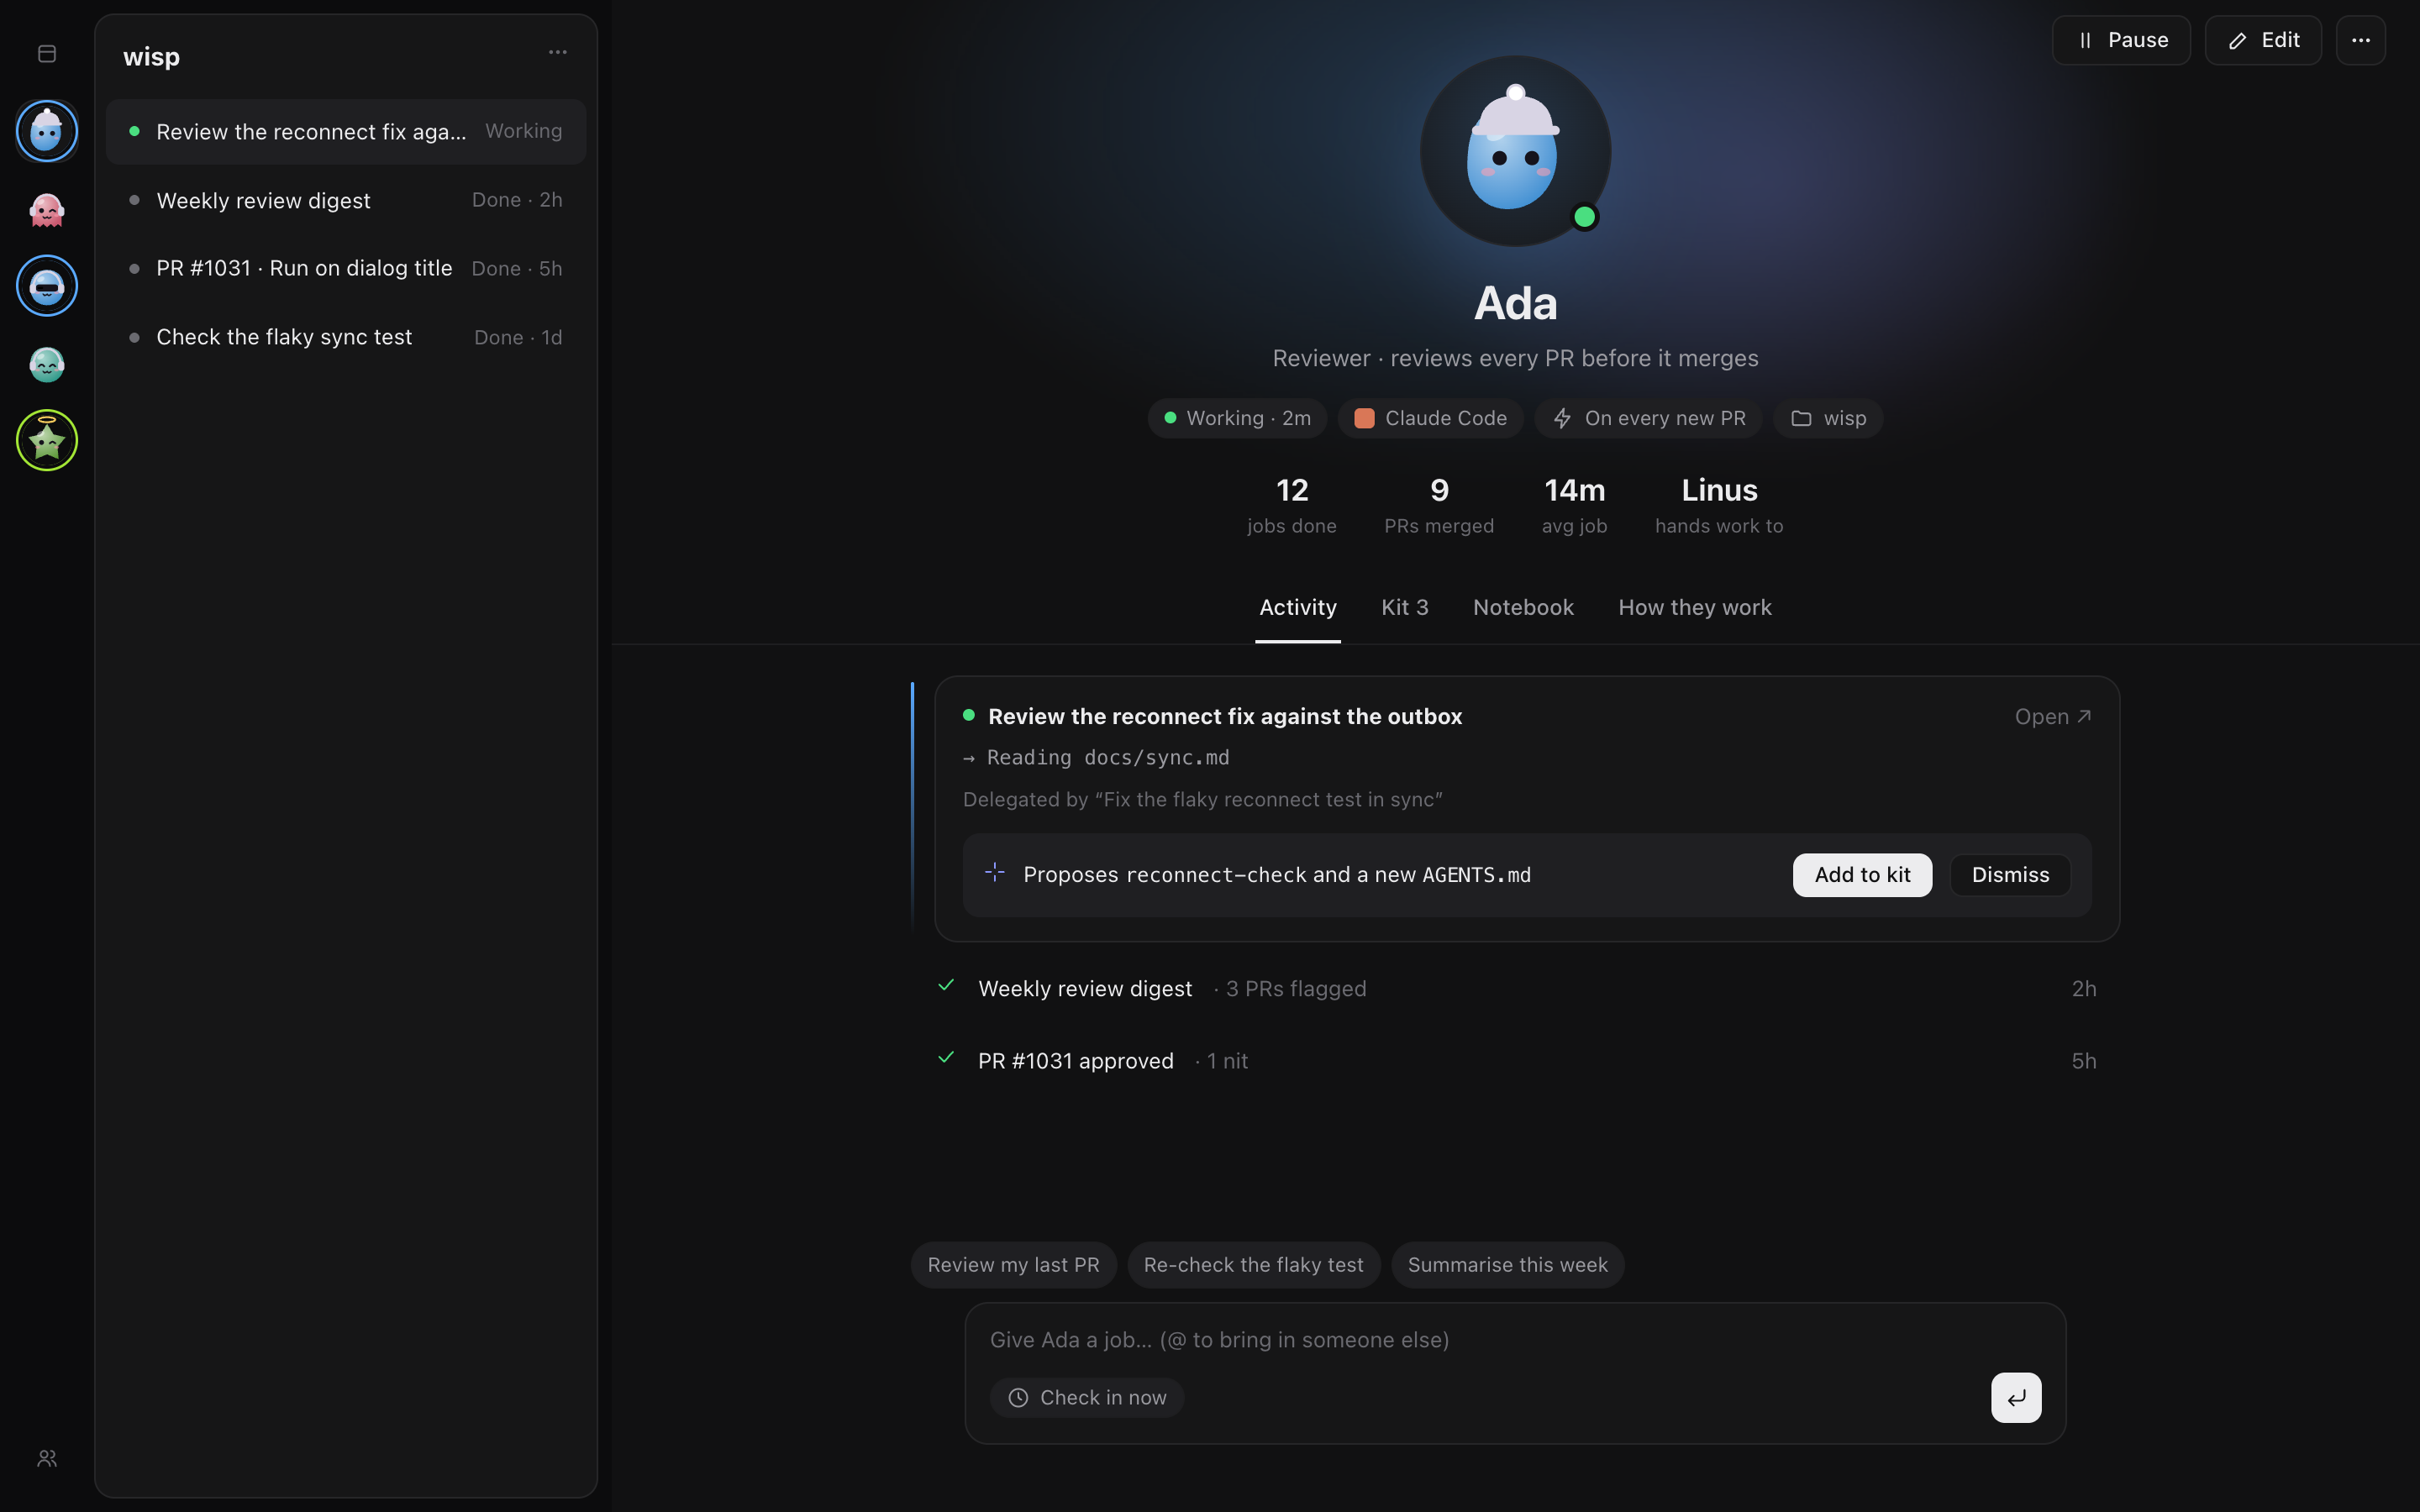 wisp
Review the reconnect fix aga... Working
Weekly review digest Done · 2h
PR #1031 · Run on dialog title Done · 5h
Check the flaky sync test Done · 1d
Pause Edit
Ada
Reviewer · reviews every PR before it merges
Working · 2m Claude Code On every new PR wisp
12 9 14m Linus
jobs done PRs merged avg job hands work to
Activity Kit 3 Notebook How they work
Review the reconnect fix against the outbox Open ↗
→ Reading docs/sync.md
Delegated by “Fix the flaky reconnect test in sync”
Proposes reconnect-check and a new AGENTS.md Add to kit Dismiss
Weekly review digest · 3 PRs flagged 2h
PR #1031 approved · 1 nit 5h
Review my last PR Re-check the flaky test Summarise this week
Give Ada a job... (@ to bring in someone else)
Check in now